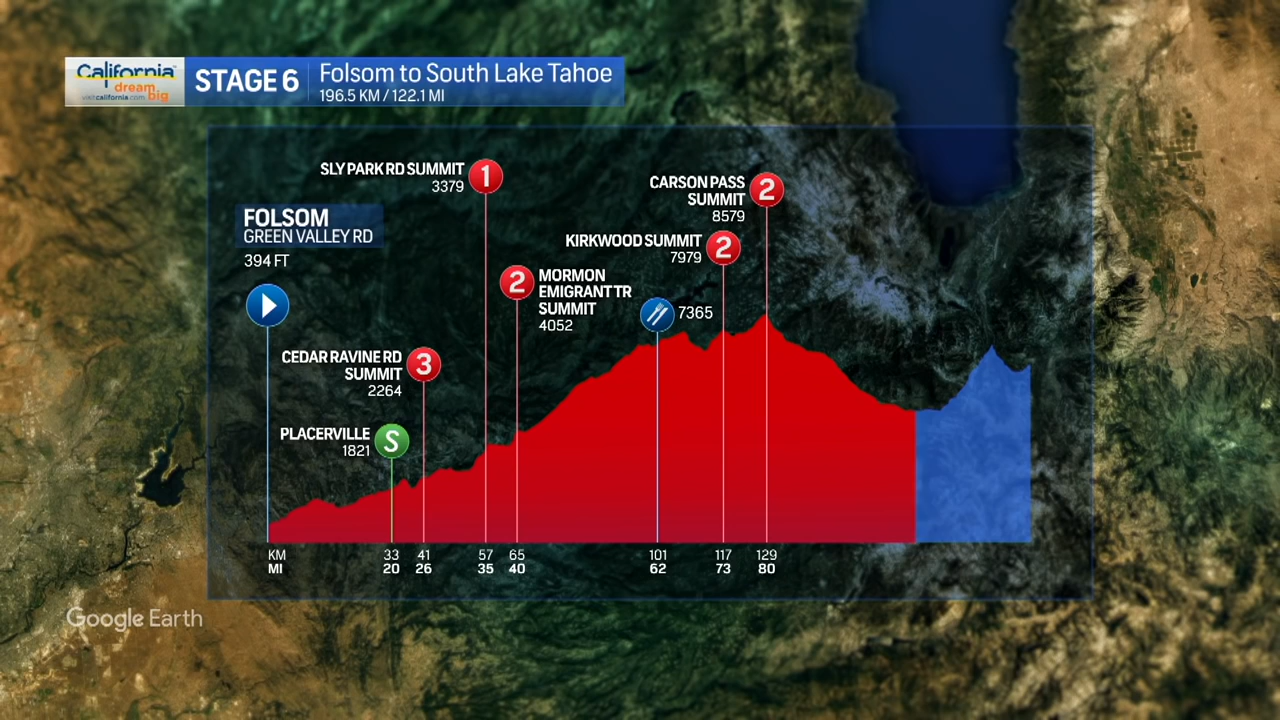 California
dream
big
visitcalifornia.com
STAGE 6
Folsom to South Lake Tahoe
196.5 KM / 122.1 MI
SLY PARK RD SUMMIT
3379
1
CARSON PASS
SUMMIT
8579
2
FOLSOM
GREEN VALLEY RD
394 FT
KIRKWOOD SUMMIT
7979
2
2
MORMON
EMIGRANT TR
SUMMIT
4052
7365
CEDAR RAVINE RD
SUMMIT
2264
3
PLACERVILLE
1821
S
KM 33 41 57 65 101 117 129
MI 20 26 35 40 62 73 80
Google Earth